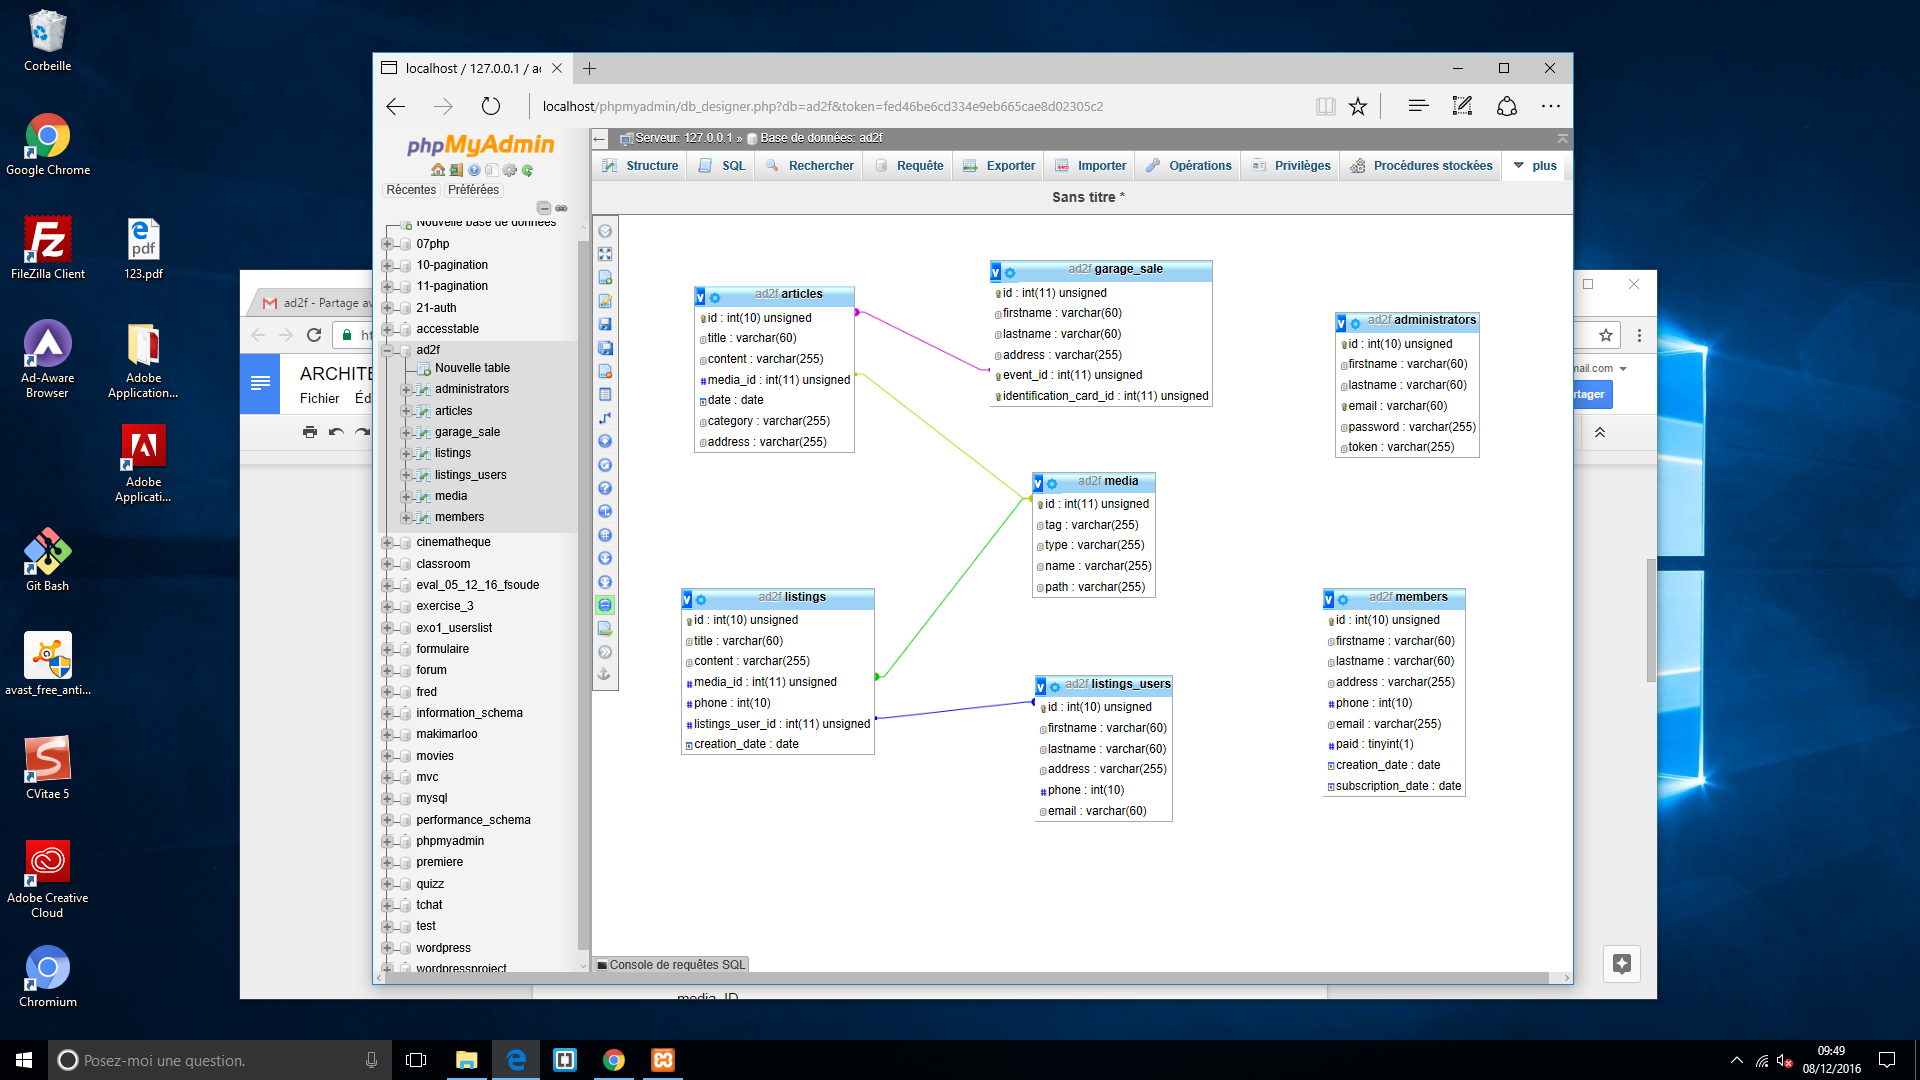 Corbeille
Google Chrome
FileZilla Client
123.pdf
Ad-Aware
Browser
Adobe
Application...
Adobe
Applicati...
Git Bash
avast_free_anti...
CVitae 5
Adobe Creative
Cloud
Chromium
localhost / 127.0.0.1 / a
localhost/phpmyadmin/db_designer.php?db=ad2f&token=fed46be6cd334e9eb665cae8d02305c2
phpMyAdmin
Récentes
Préférées
Nouvelle base de données
07php
10-pagination
11-pagination
21-auth
accesstable
ad2f
Nouvelle table
administrators
articles
garage_sale
listings
listings_users
media
members
cinematheque
classroom
eval_05_12_16_fsoude
exercise_3
exo1_userslist
formulaire
forum
fred
information_schema
makimarloo
movies
mvc
mysql
performance_schema
phpmyadmin
premiere
quizz
tchat
test
wordpress
wordpressproject
Serveur: 127.0.0.1 » Base de données: ad2f
Structure
SQL
Rechercher
Requête
Exporter
Importer
Opérations
Privilèges
Procédures stockées
plus
Sans titre *
ad2f articles
id : int(10) unsigned
title : varchar(60)
content : varchar(255)
media_id : int(11) unsigned
date : date
category : varchar(255)
address : varchar(255)
ad2f garage_sale
id : int(11) unsigned
firstname : varchar(60)
lastname : varchar(60)
address : varchar(255)
event_id : int(11) unsigned
identification_card_id : int(11) unsigned
ad2f administrators
id : int(10) unsigned
firstname : varchar(60)
lastname : varchar(60)
email : varchar(60)
password : varchar(255)
token : varchar(255)
ad2f media
id : int(11) unsigned
tag : varchar(255)
type : varchar(255)
name : varchar(255)
path : varchar(255)
ad2f listings
id : int(10) unsigned
title : varchar(60)
content : varchar(255)
media_id : int(11) unsigned
phone : int(10)
listings_user_id : int(11) unsigned
creation_date : date
ad2f listings_users
id : int(10) unsigned
firstname : varchar(60)
lastname : varchar(60)
address : varchar(255)
phone : int(10)
email : varchar(60)
ad2f members
id : int(10) unsigned
firstname : varchar(60)
lastname : varchar(60)
address : varchar(255)
phone : int(10)
email : varchar(255)
paid : tinyint(1)
creation_date : date
subscription_date : date
Console de requêtes SQL
ad2f - Partage av
ht
ARCHITE
Fichier
Éd
mail.com
rtager
media_ID
Posez-moi une question.
09:49
08/12/2016